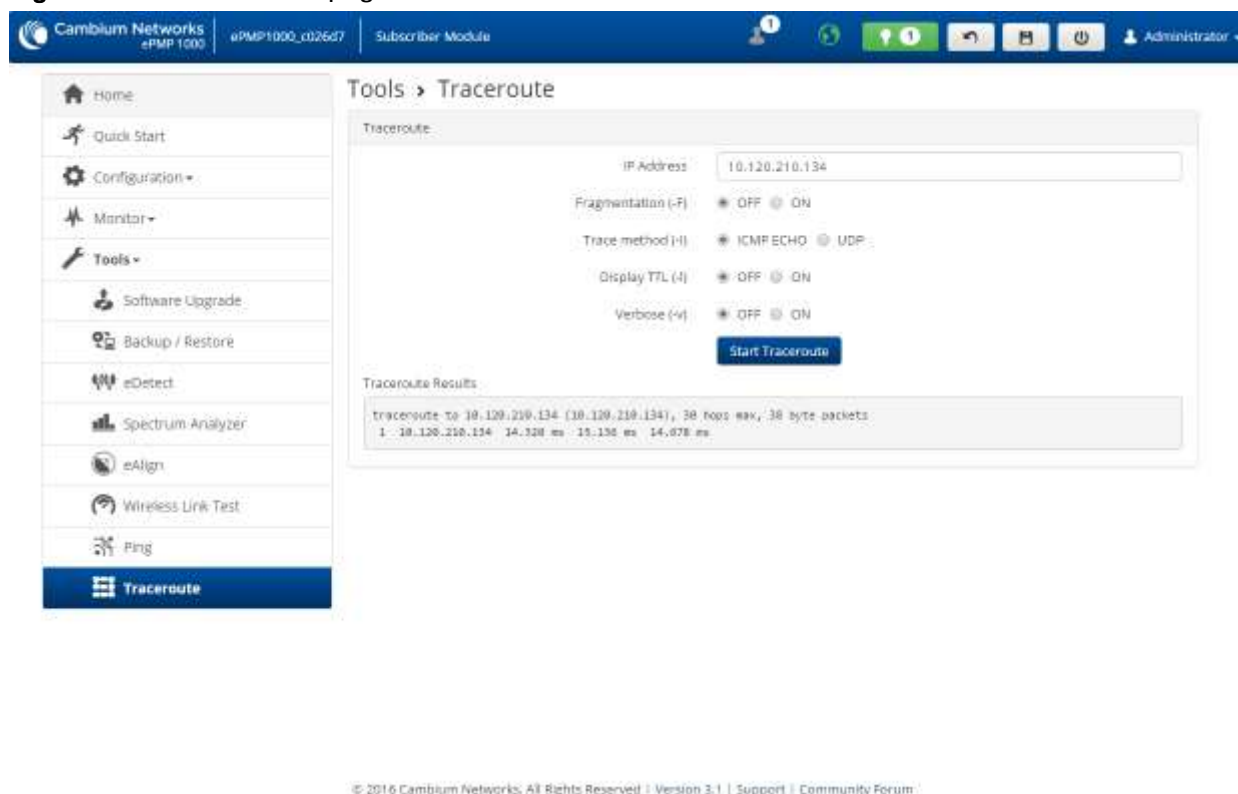 Cambium Networks
ePMP 1000
ePMP1000_c026d7
Subscriber Module
1
1
Administrator
Home
Quick Start
Configuration
Monitor
Tools
Software Upgrade
Backup / Restore
eDetect
Spectrum Analyzer
eAlign
Wireless Link Test
Ping
Traceroute
Tools > Traceroute
Traceroute
IP Address 10.120.210.134
Fragmentation (-F) OFF ON
Trace method (-I) ICMP ECHO UDP
Display TTL (-l) OFF ON
Verbose (-v) OFF ON
Start Traceroute
Traceroute Results
traceroute to 10.120.210.134 (10.120.210.134), 30 hops max, 38 byte packets
1 10.120.210.134 14.320 ms 15.136 ms 14.078 ms
© 2016 Cambium Networks, All Rights Reserved | Version 3.1 | Support | Community Forum